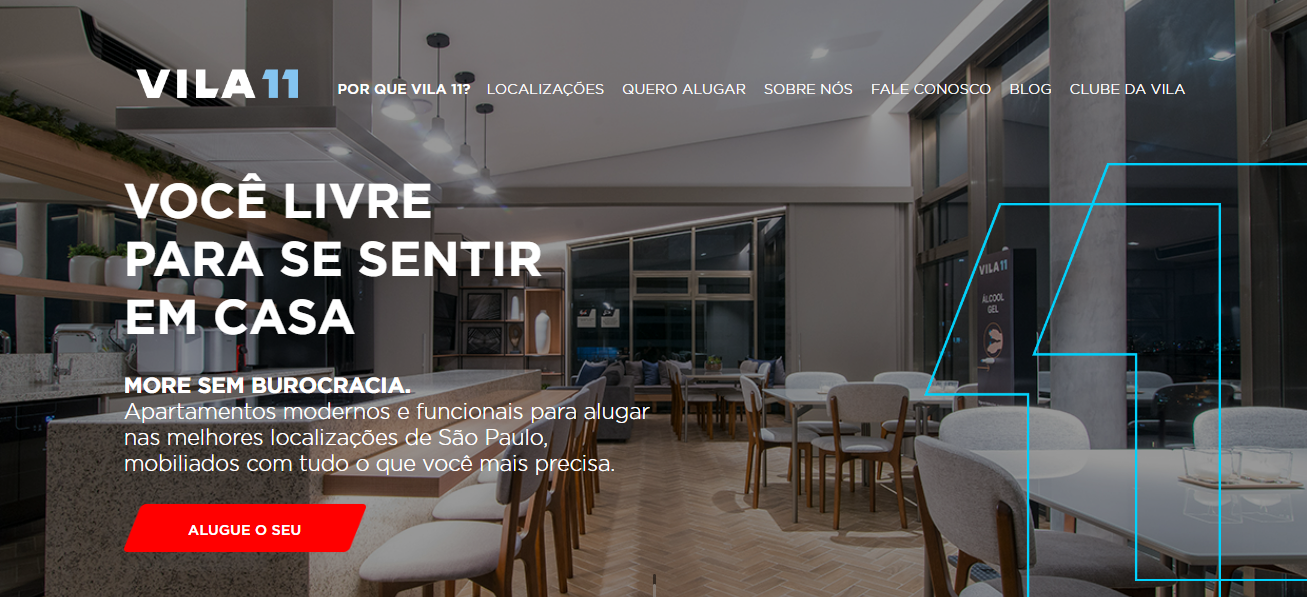 VILA 11
POR QUE VILA 11? LOCALIZAÇÕES QUERO ALUGAR SOBRE NÓS FALE CONOSCO BLOG CLUBE DA VILA
VOCÊ LIVRE
PARA SE SENTIR
EM CASA
VILA 11
ÁLCOOL
GEL
MORE SEM BUROCRACIA.
Apartamentos modernos e funcionais para alugar
nas melhores localizações de São Paulo,
mobiliados com tudo o que você mais precisa.
ALUGUE O SEU